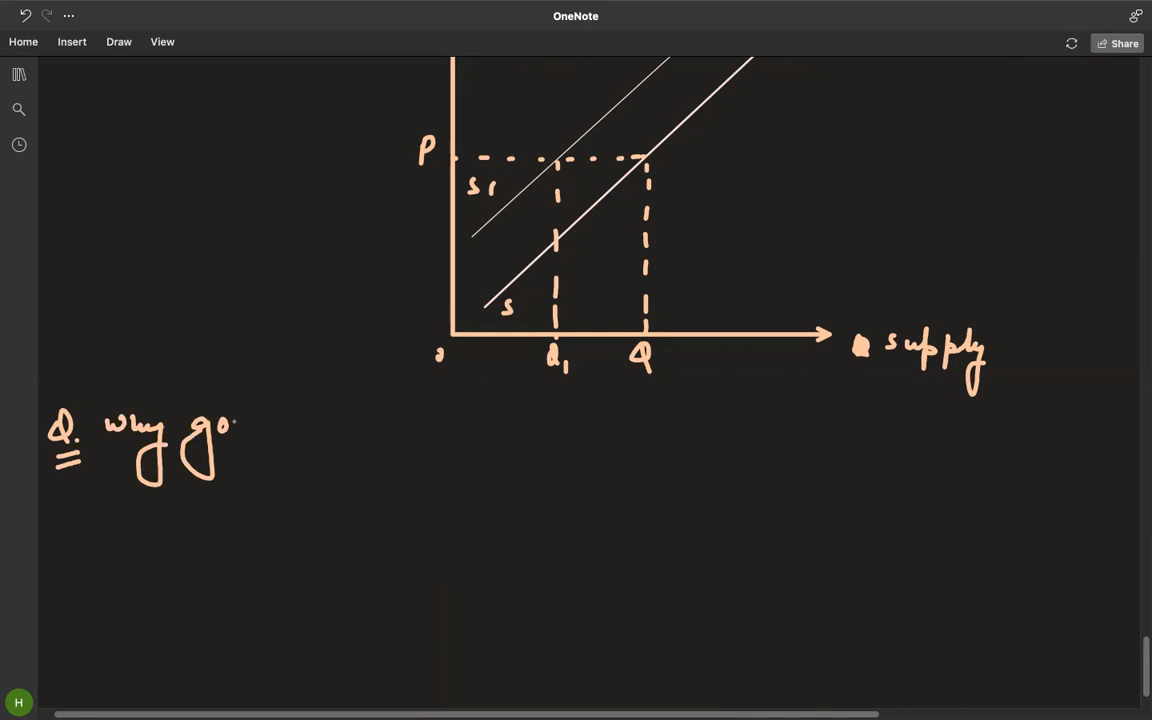 OneNote
Home Insert Draw View
Share
P
S1
S
0
Q1
Q
supply
Q. why go
H